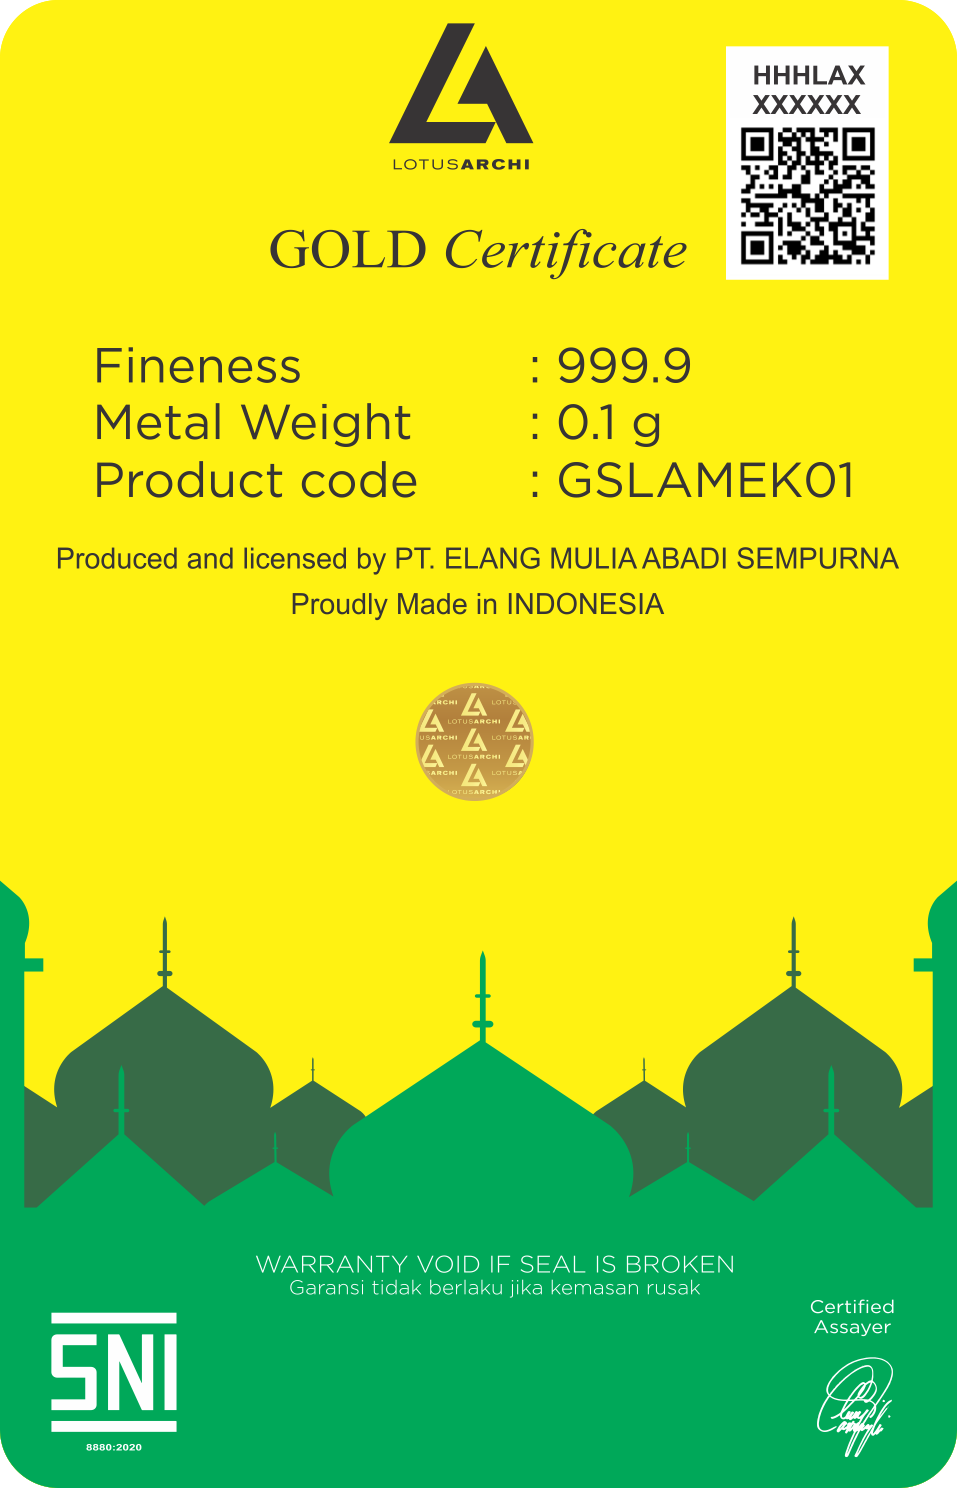 LOTUSARCHI
HHHLAX
XXXXXX
GOLD Certificate
Fineness : 999.9
Metal Weight : 0.1 g
Product code : GSLAMEK01
Produced and licensed by PT. ELANG MULIA ABADI SEMPURNA
Proudly Made in INDONESIA
WARRANTY VOID IF SEAL IS BROKEN
Garansi tidak berlaku jika kemasan rusak
Certified
Assayer
SNI
8880:2020